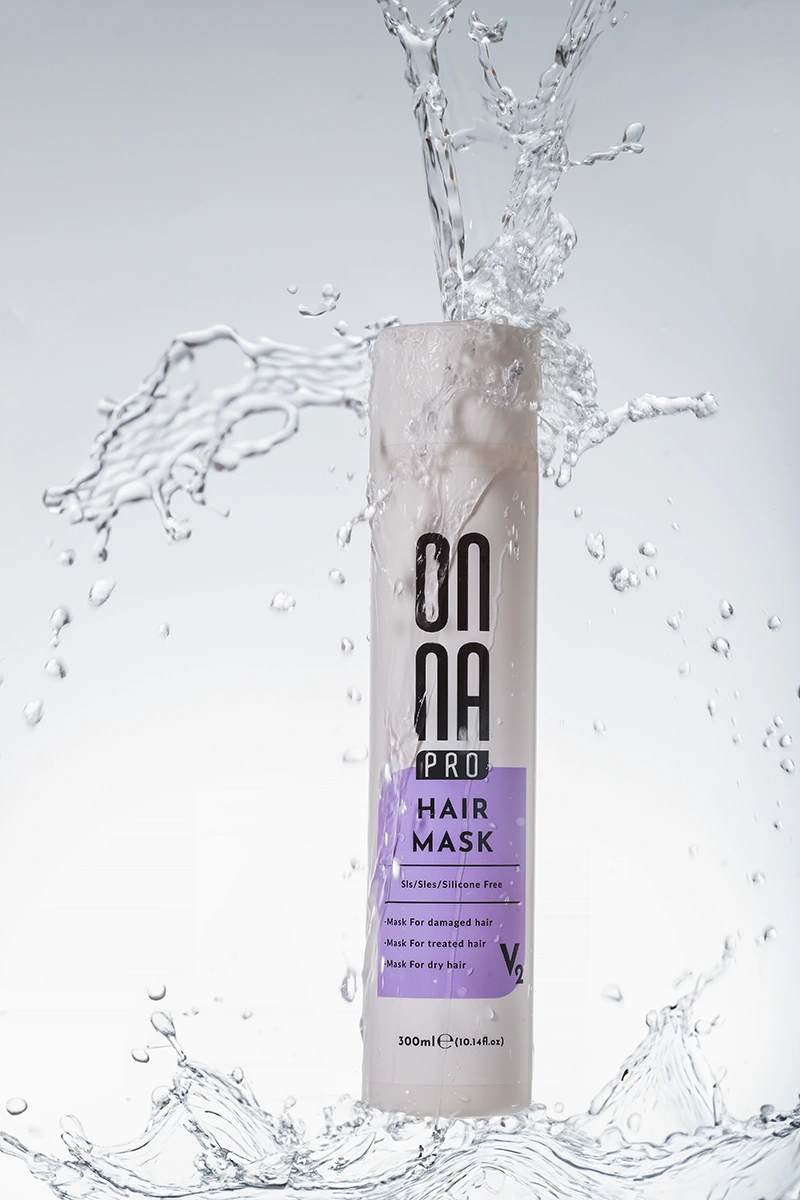 ON
NA
PRO
HAIR
MASK
Sls/Sles/Silicone Free
-Mask For damaged hair
-Mask For treated hair
-Mask For dry hair
V2
300ml℮(10.14fl.oz)